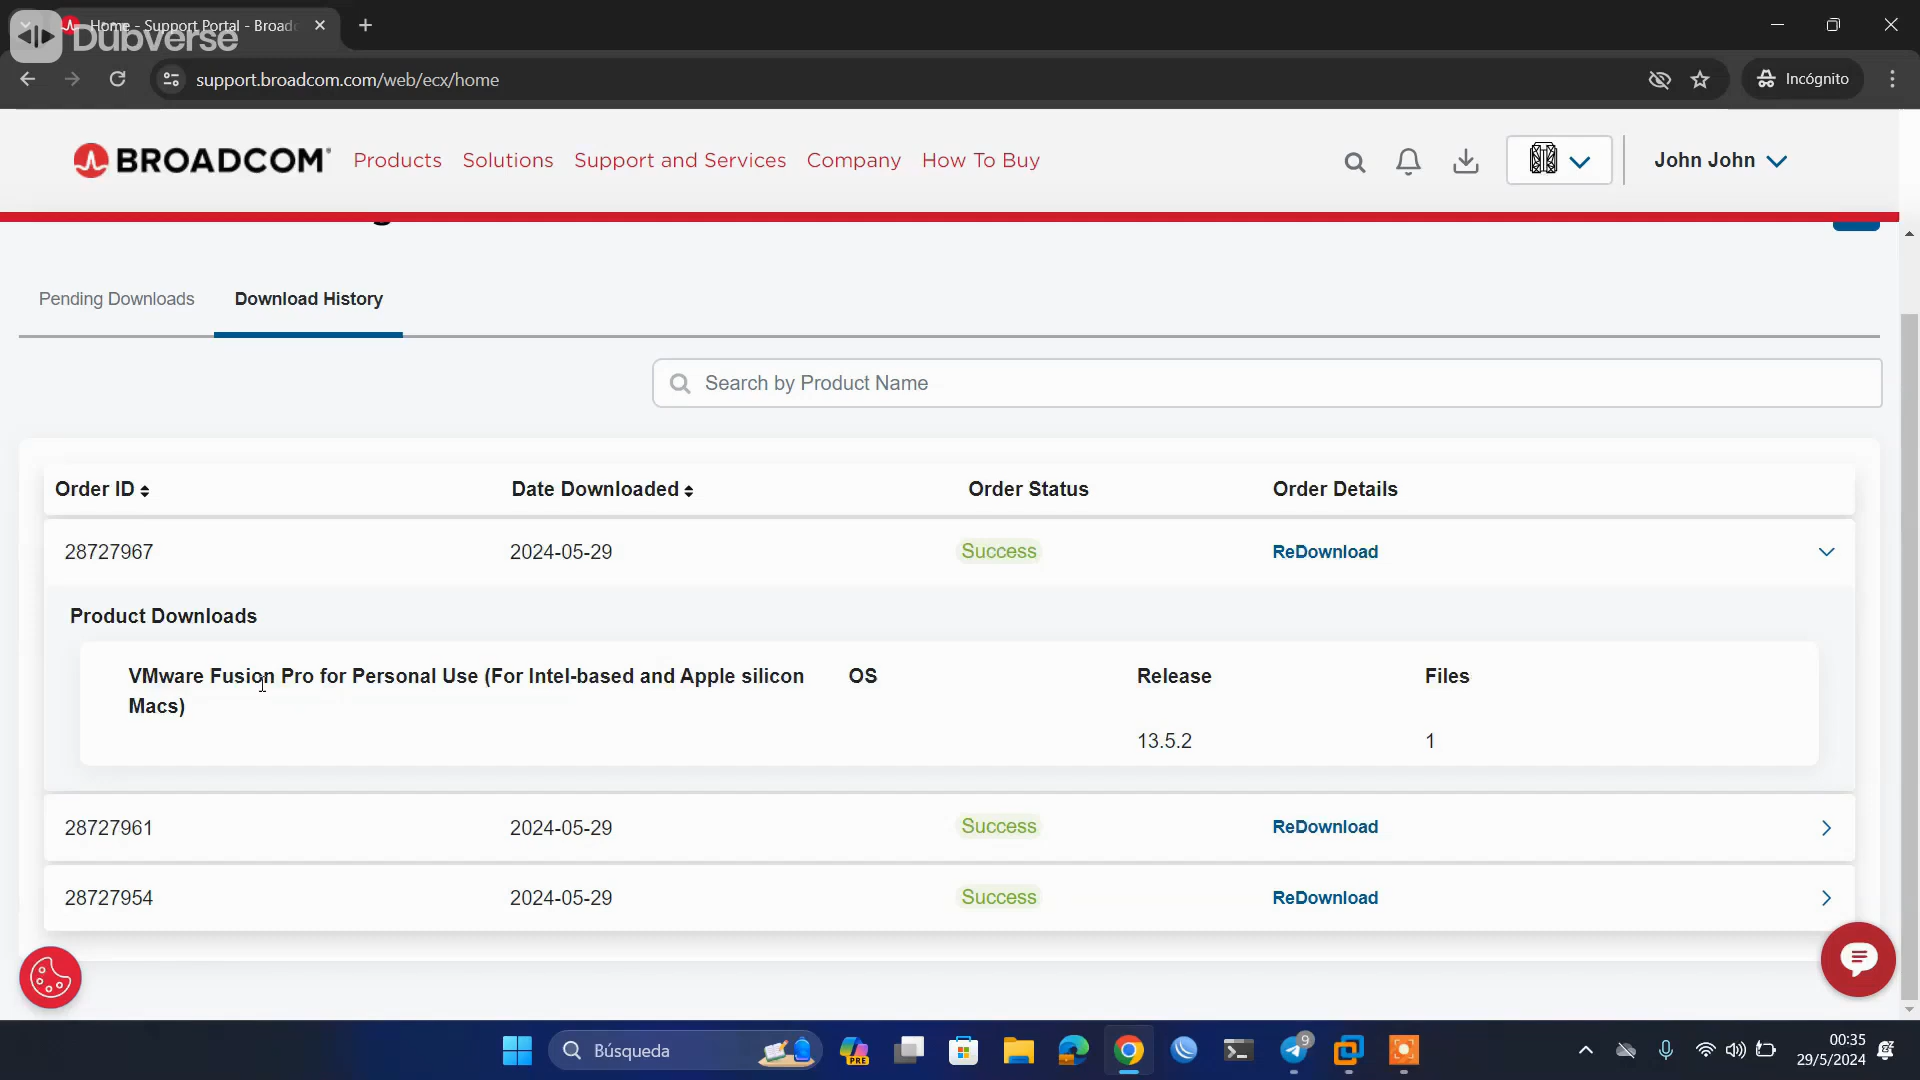 Home - Support Portal - Broad
Dubverse
support.broadcom.com/web/ecx/home
Incógnito
BROADCOM
Products Solutions Support and Services Company How To Buy
John John
Pending Downloads Download History
Search by Product Name
Order ID Date Downloaded Order Status Order Details
28727967 2024-05-29 Success ReDownload
Product Downloads
VMware Fusion Pro for Personal Use (For Intel-based and Apple silicon OS Release Files
Macs)
13.5.2 1
28727961 2024-05-29 Success ReDownload
28727954 2024-05-29 Success ReDownload
Búsqueda
PRE
9
00:35
29/5/2024